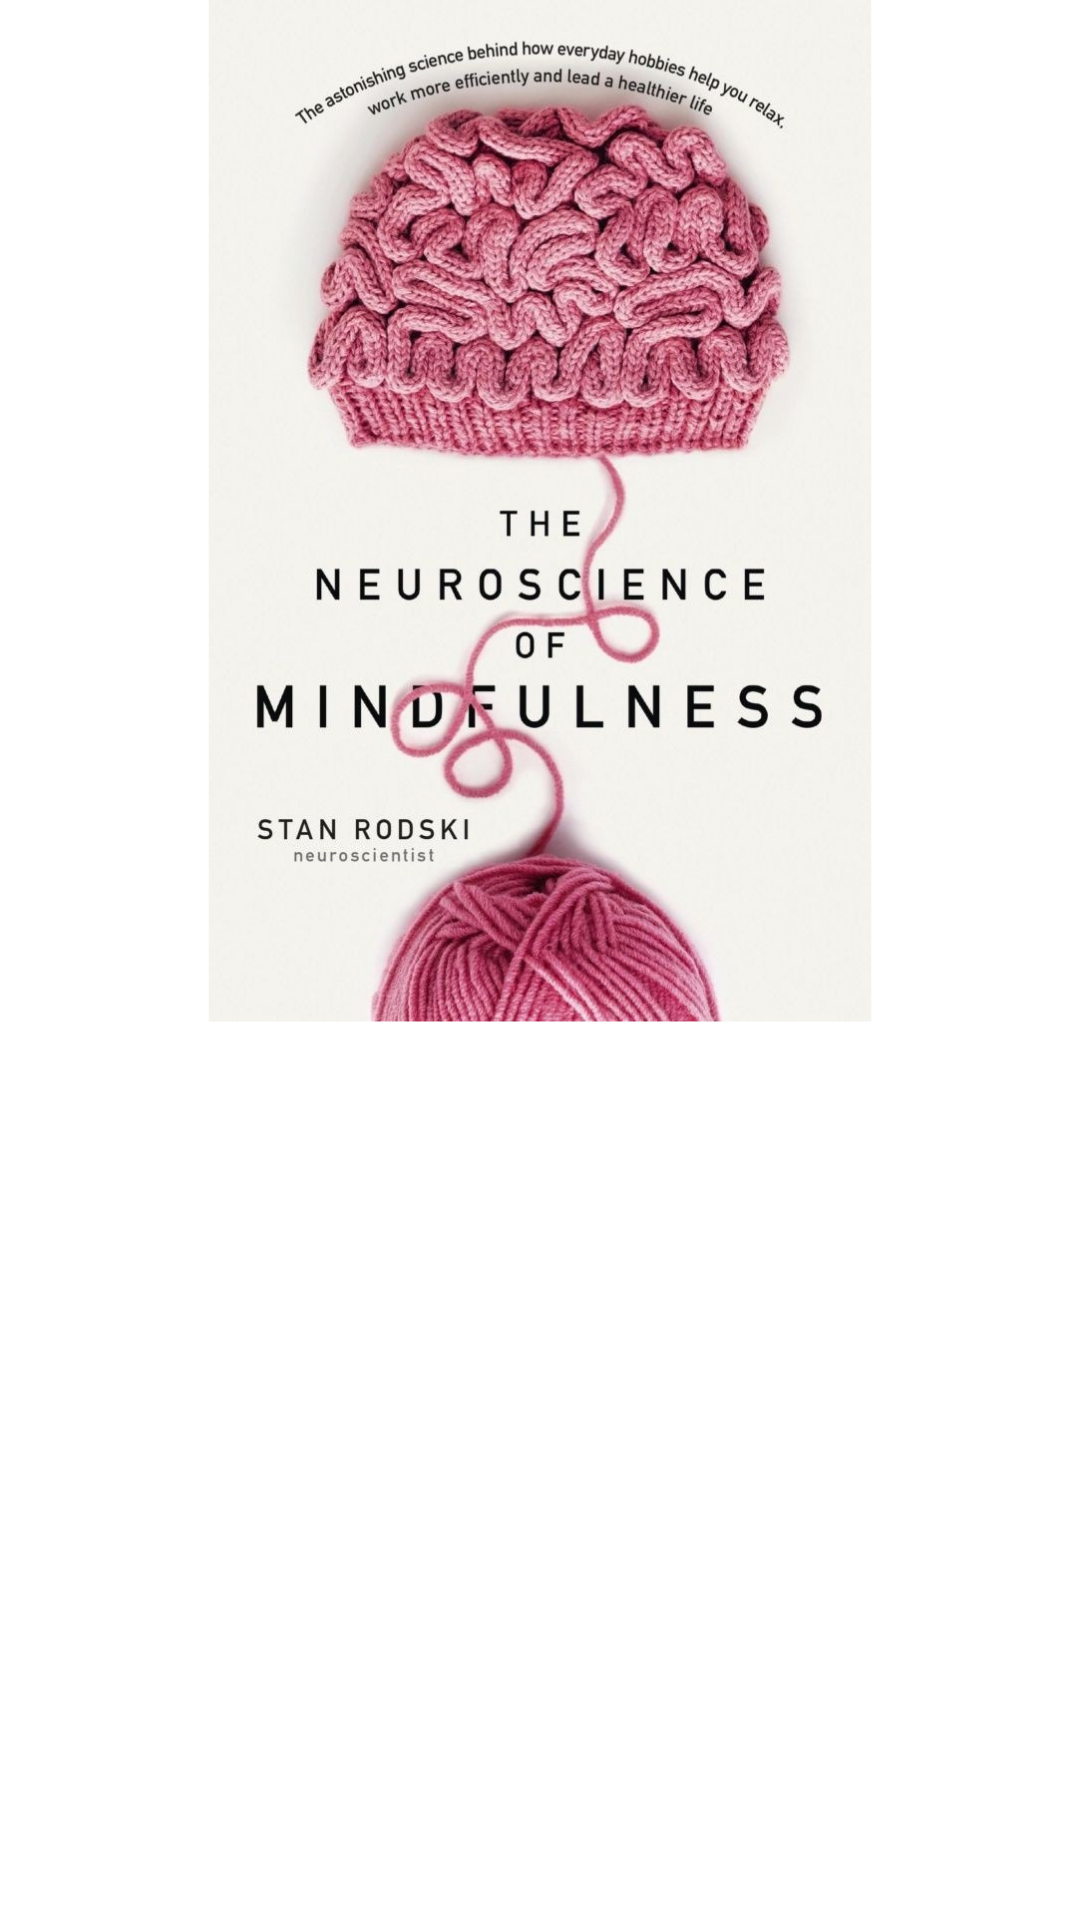 The astonishing science behind how everyday hobbies help you relax,
work more efficiently and lead a healthier life
THE
NEUROSCIENCE
OF
MINDFULNESS
STAN RODSKI
neuroscientist